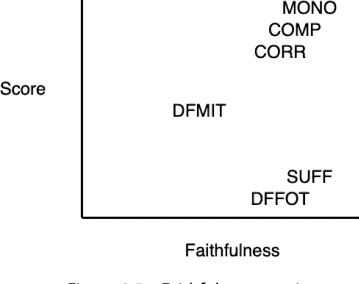 MONO
COMP
CORR
Score
DFMIT
SUFF
DFFOT
Faithfulness